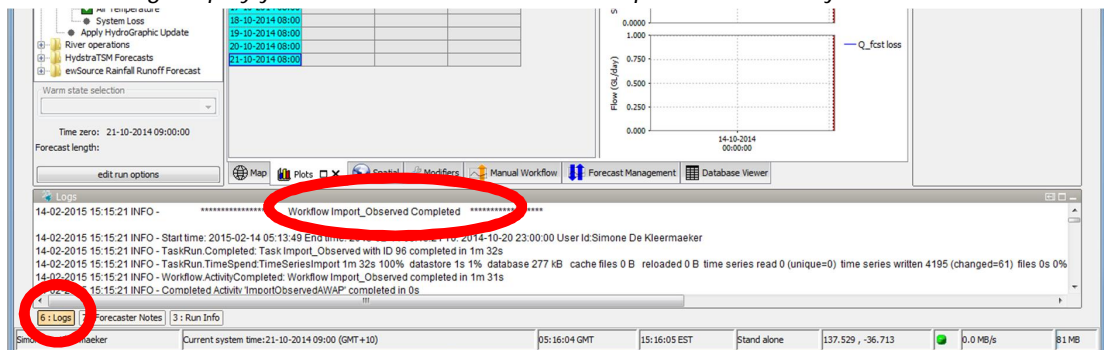 Air Temperature
System Loss
Apply HydroGraphic Update
River operations
HydstraTSM Forecasts
ewSource Rainfall Runoff Forecast
Warm state selection
Time zero: 21-10-2014 09:00:00
Forecast length:
edit run options
18-10-2014 08:00
19-10-2014 08:00
20-10-2014 08:00
21-10-2014 08:00
0.0000
1.000
0.750
0.500
0.250
0.000
Flow (GL/day)
14-10-2014
00:00:00
Q_fcst loss
Map Plots Spatial Modifiers Manual Workflow Forecast Management Database Viewer
Logs
14-02-2015 15:15:21 INFO - Workflow Import_Observed Completed ******************
14-02-2015 15:15:21 INFO - Start time: 2015-02-14 05:13:49 End time: 2014-10-20 23:00:00 User Id:Simone De Kleermaeker
14-02-2015 15:15:21 INFO - TaskRun.Completed: Task Import_Observed with ID 96 completed in 1m 32s
14-02-2015 15:15:21 INFO - TaskRun.TimeSpend:TimeSeriesImport 1m 32s 100% datastore 1s 1% database 277 kB cache files 0 B reloaded 0 B time series read 0 (unique=0) time series written 4195 (changed=61) files 0s 0%
14-02-2015 15:15:21 INFO - Workflow.ActivityCompleted: Workflow Import_Observed completed in 1m 31s
15:15:21 INFO - Completed Activity 'ImportObservedAWAP' completed in 0s
6 : Logs Forecaster Notes 3 : Run Info
maeker Current system time:21-10-2014 09:00 (GMT+10) 05:16:04 GMT 15:16:05 EST Stand alone 137.529 , -36.713 0.0 MB/s 81 MB